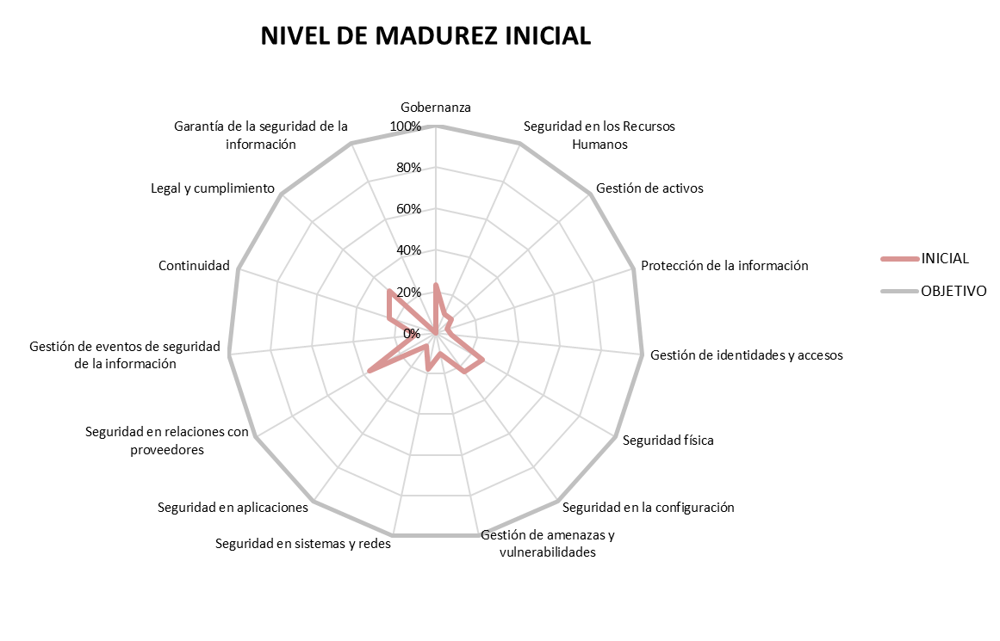 NIVEL DE MADUREZ INICIAL
Gobernanza
Seguridad en los Recursos
Humanos
Gestión de activos
Protección de la información
Gestión de identidades y accesos
Seguridad física
Seguridad en la configuración
Gestión de amenazas y
vulnerabilidades
Seguridad en sistemas y redes
Seguridad en aplicaciones
Seguridad en relaciones con
proveedores
Gestión de eventos de seguridad
de la información
Continuidad
Legal y cumplimiento
Garantía de la seguridad de la
información
100%
80%
60%
40%
20%
0%
INICIAL
OBJETIVO